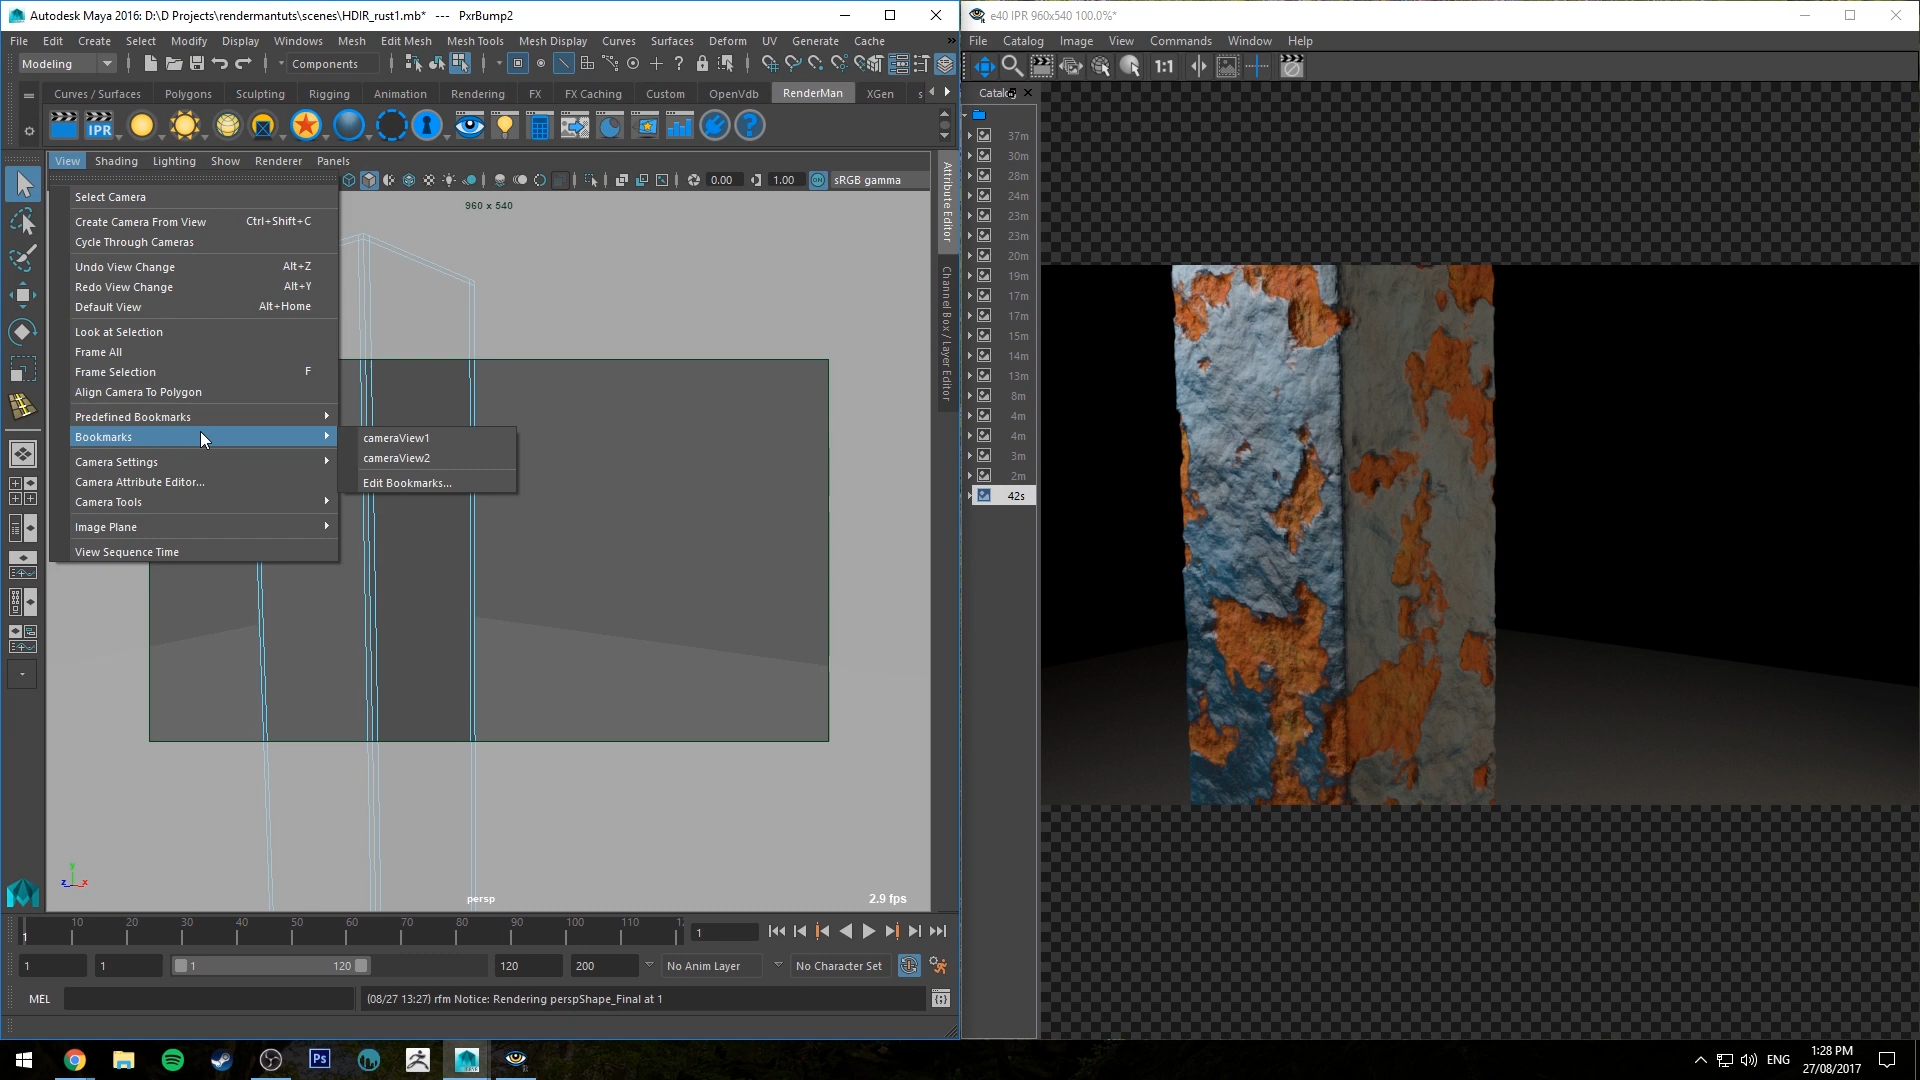 Autodesk Maya 2016: D:\D Projects\rendermantuts\scenes\HDIR_rust1.mb* --- PxrBump2
File Edit Create Select Modify Display Windows Mesh Edit Mesh Mesh Tools Mesh Display Curves Surfaces Deform UV Generate Cache »
Modeling Components
Curves / Surfaces Polygons Sculpting Rigging Animation Rendering FX FX Caching Custom OpenVdb RenderMan XGen s
IPR
View Shading Lighting Show Renderer Panels
0.00 1.00 ON sRGB gamma
Select Camera
Create Camera From View Ctrl+Shift+C
Cycle Through Cameras
Undo View Change Alt+Z
Redo View Change Alt+Y
Default View Alt+Home
Look at Selection
Frame All
Frame Selection F
Align Camera To Polygon
Predefined Bookmarks
Bookmarks
Camera Settings
Camera Attribute Editor...
Camera Tools
Image Plane
View Sequence Time
cameraView1
cameraView2
Edit Bookmarks...
960 x 540
Attribute Editor
Channel Box / Layer Editor
y
z x
persp
2.9 fps
1 10 20 30 40 50 60 70 80 90 100 110 1
1 1 1 120 120 200 No Anim Layer No Character Set
MEL (08/27 13:27) rfm Notice: Rendering perspShape_Final at 1
e40 IPR 960x540 100.0%*
File Catalog Image View Commands Window Help
1:1
Catalog
37m
30m
28m
24m
23m
23m
20m
19m
17m
17m
15m
14m
13m
8m
4m
4m
3m
2m
42s
Ps
ENG
1:28 PM
27/08/2017